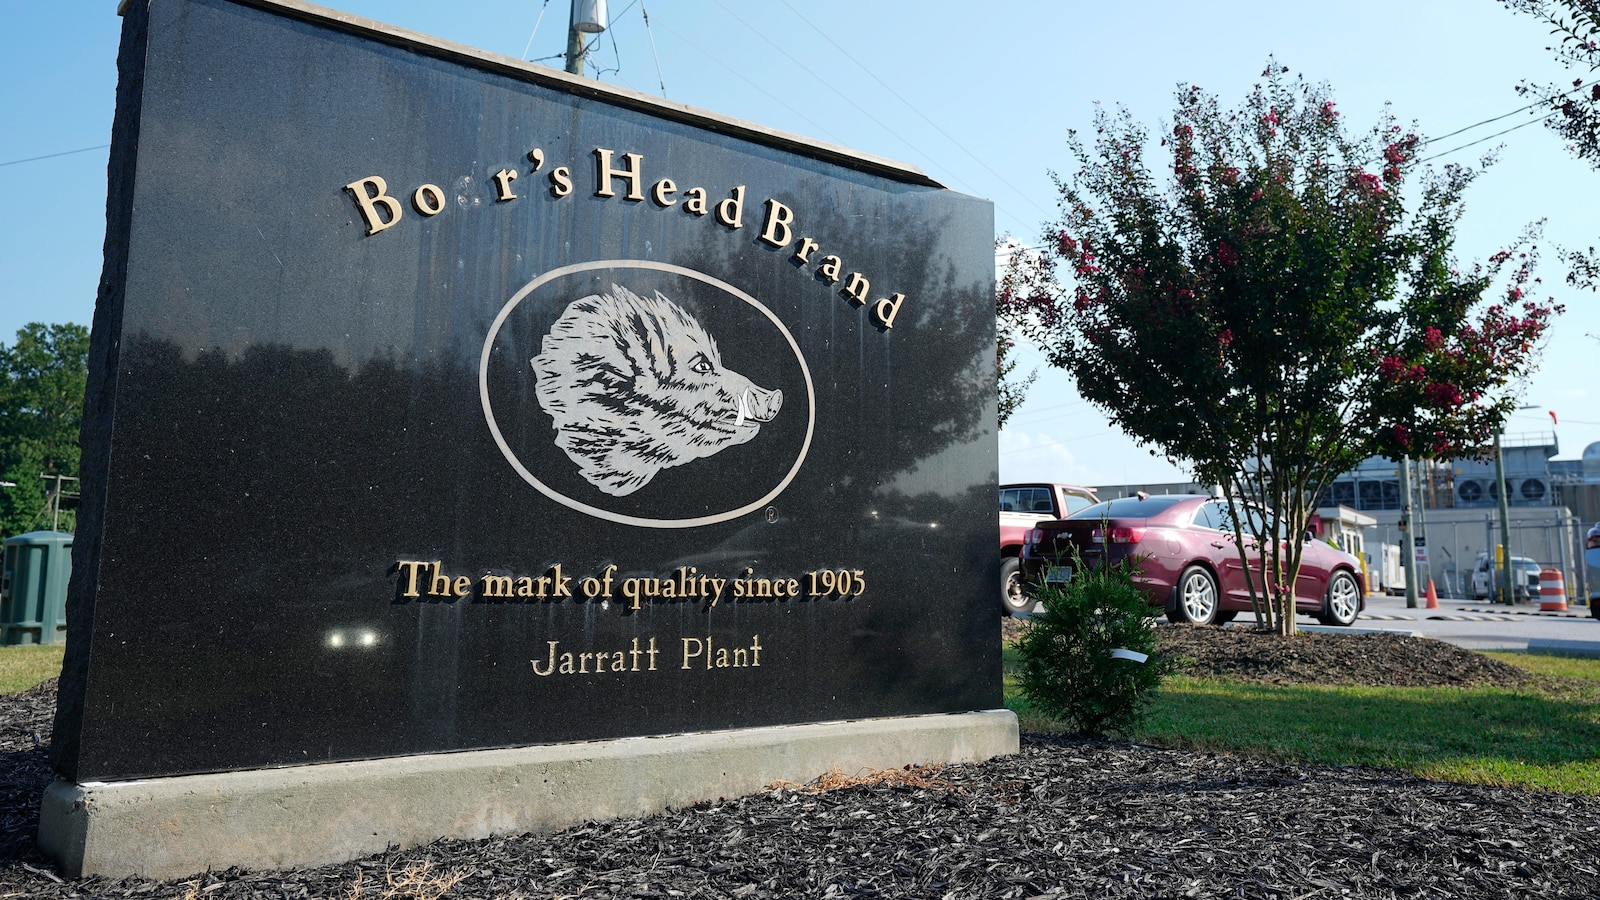 Bo r's Head Brand
®
The mark of quality since 1905
Jarratt Plant